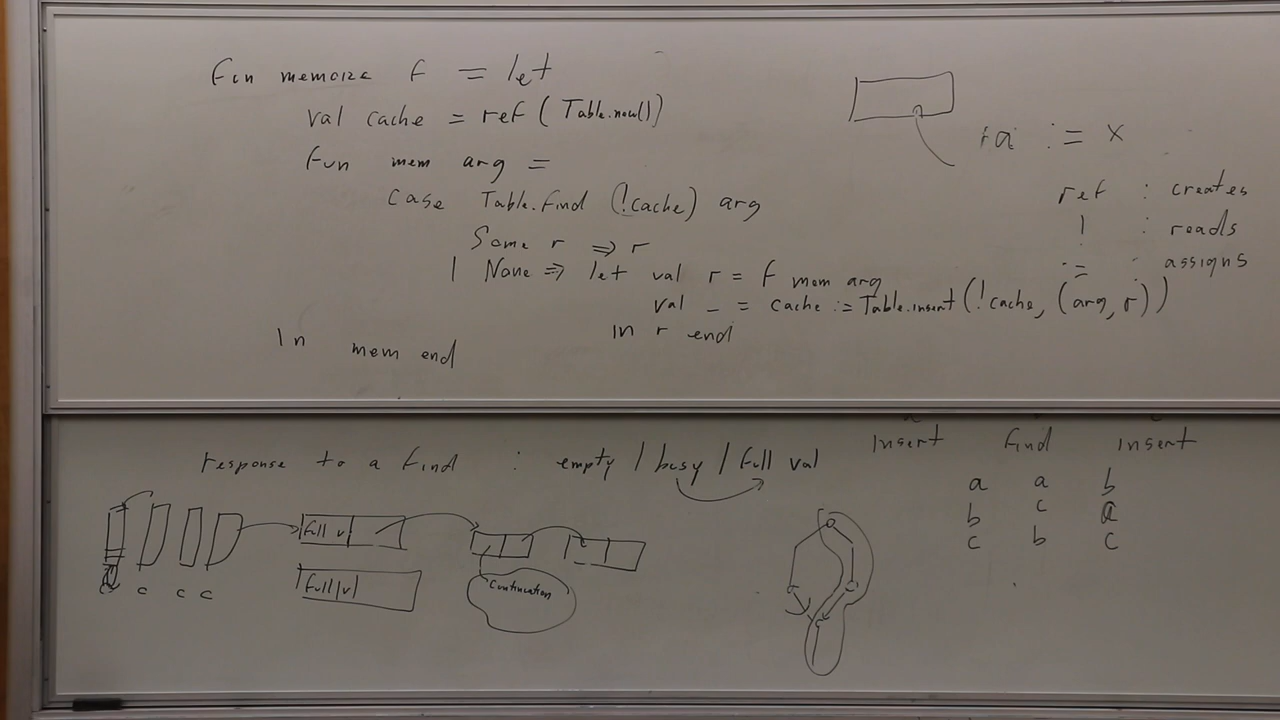 Fun memoize f = let
val cache = ref (Table.new())
fun mem arg =
case Table.find (!cache) arg
Some r => r
| None => let val r = f mem arg
val _ = cache := Table.insert (!cache, (arg, r))
in r end
In mem end
a := x
ref : creates
! : reads
:= : assigns
response to a find : empty / busy / full val
full v
full v
continuation
c c c
Insert find insert
a a b
b c a
c b c